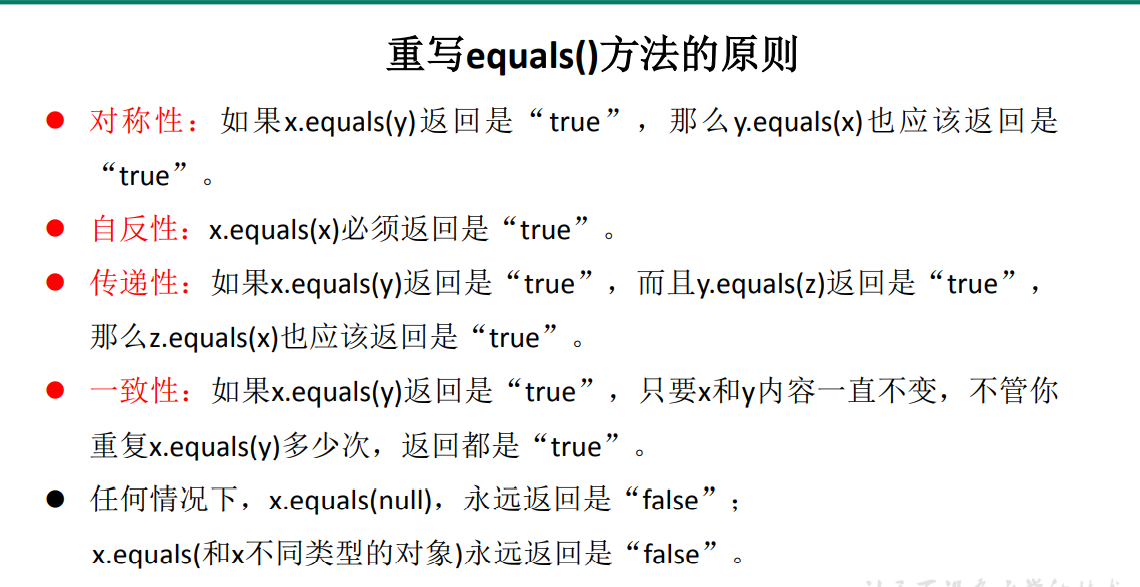 重写equals()方法的原则
对称性：如果x.equals(y)返回是“true”，那么y.equals(x)也应该返回是
“true”。
自反性：x.equals(x)必须返回是“true”。
传递性：如果x.equals(y)返回是“true”，而且y.equals(z)返回是“true”，
那么z.equals(x)也应该返回是“true”。
一致性：如果x.equals(y)返回是“true”，只要x和y内容一直不变，不管你
重复x.equals(y)多少次，返回都是“true”。
任何情况下，x.equals(null)，永远返回是“false”；
x.equals(和x不同类型的对象)永远返回是“false”。